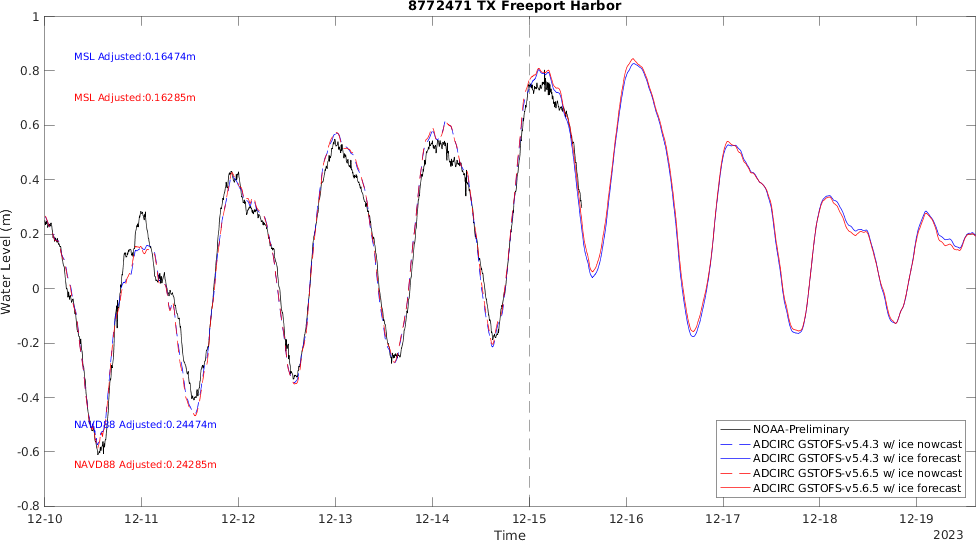 8772471 TX Freeport Harbor
1
0.8
0.6
0.4
0.2
0
-0.2
-0.4
-0.6
-0.8
Water Level (m)
MSL Adjusted:0.16474m
MSL Adjusted:0.16285m
NAVD88 Adjusted:0.24474m
NAVD88 Adjusted:0.24285m
NOAA-Preliminary
ADCIRC GSTOFS-v5.4.3 w/ ice nowcast
ADCIRC GSTOFS-v5.4.3 w/ ice forecast
ADCIRC GSTOFS-v5.6.5 w/ ice nowcast
ADCIRC GSTOFS-v5.6.5 w/ ice forecast
12-10 12-11 12-12 12-13 12-14 12-15 12-16 12-17 12-18 12-19
Time
2023